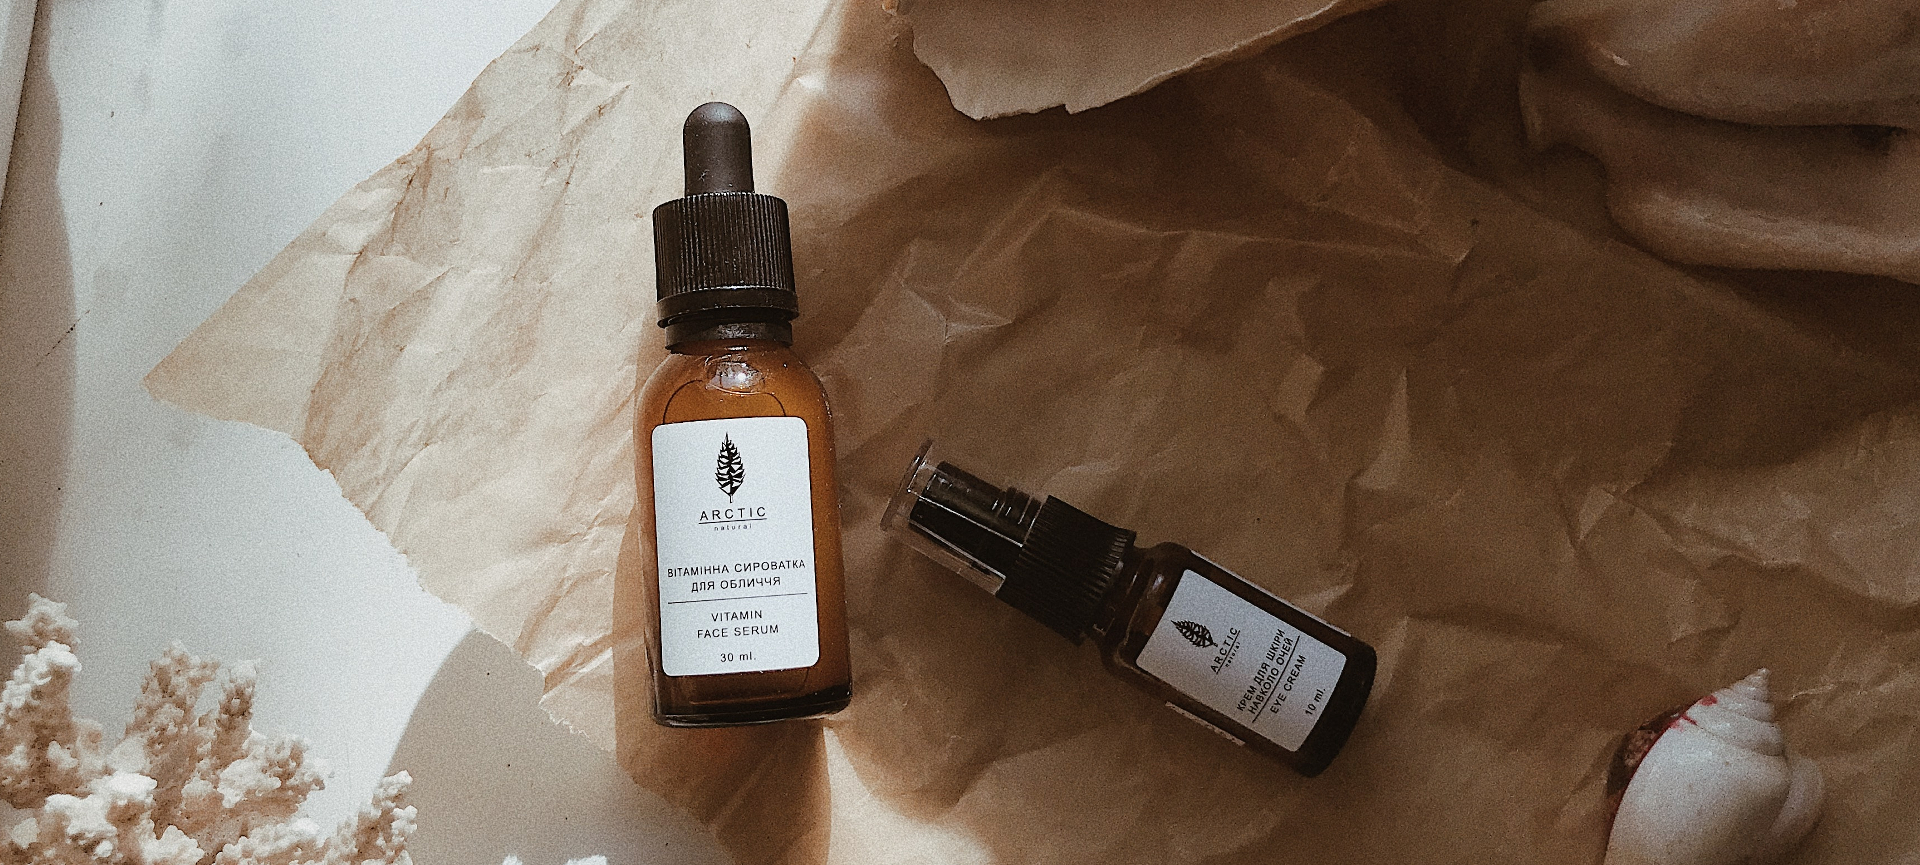 ARCTIC
natural
ВІТАМІННА СИРОВАТКА
ДЛЯ ОБЛИЧЧЯ
VITAMIN
FACE SERUM
30 ml.
ARCTIC
natural
КРЕМ ДЛЯ ШКІРИ
НАВКОЛО ОЧЕЙ
EYE CREAM
10 ml.